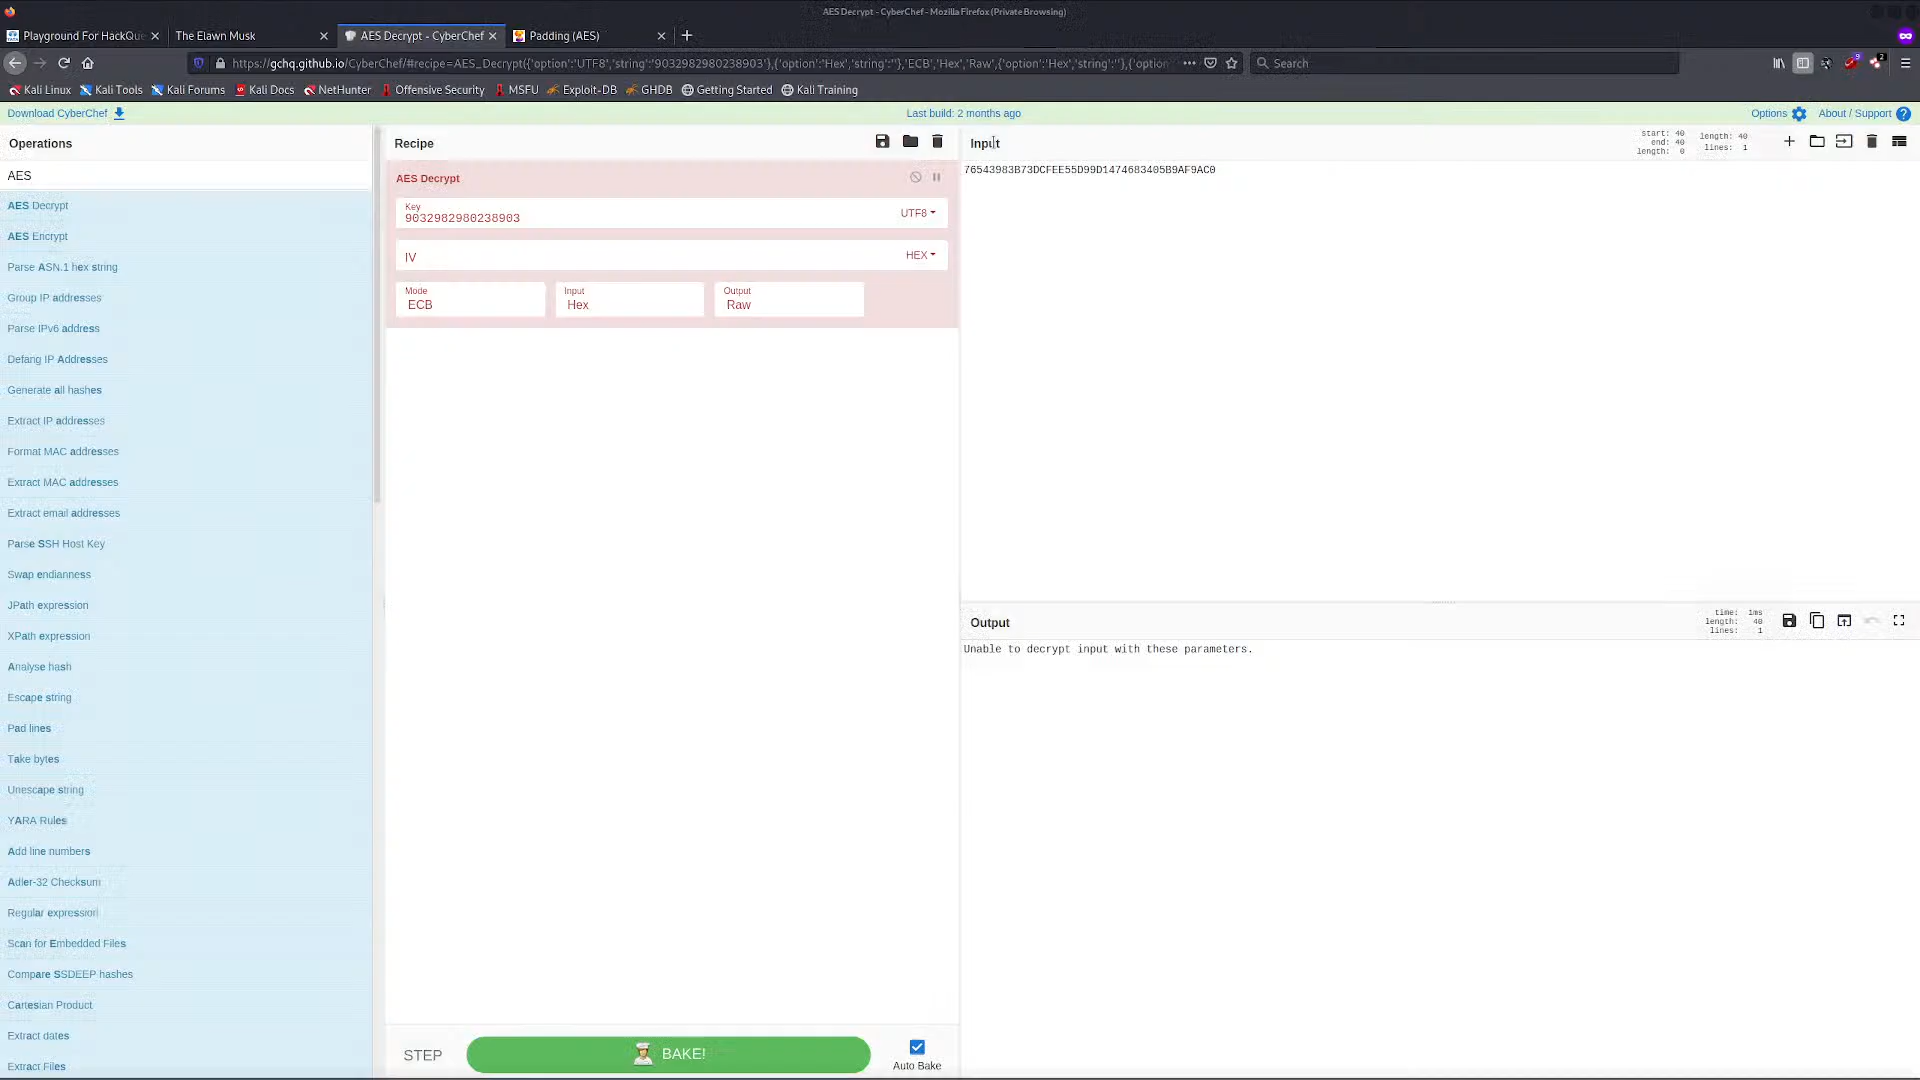 AES Decrypt - CyberChef - Mozilla Firefox (Private Browsing)
Playground For HackQue
The Elawn Musk
AES Decrypt - CyberChef
Padding (AES)
https://gchq.github.io/CyberChef/#recipe=AES_Decrypt({'option':'UTF8','string':'9032982980238903'},{'option':'Hex','string':''},'ECB','Hex','Raw',{'option':'Hex','string':''},{'option
Search
Kali Linux
Kali Tools
Kali Forums
Kali Docs
NetHunter
Offensive Security
MSFU
Exploit-DB
GHDB
Getting Started
Kali Training
Download CyberChef
Last build: 2 months ago
Options
About / Support
Operations
AES
AES Decrypt
AES Encrypt
Parse ASN.1 hex string
Group IP addresses
Parse IPv6 address
Defang IP Addresses
Generate all hashes
Extract IP addresses
Format MAC addresses
Extract MAC addresses
Extract email addresses
Parse SSH Host Key
Swap endianness
JPath expression
XPath expression
Analyse hash
Escape string
Pad lines
Take bytes
Unescape string
YARA Rules
Add line numbers
Adler-32 Checksum
Regular expression
Scan for Embedded Files
Compare SSDEEP hashes
Cartesian Product
Extract dates
Extract Files
Recipe
AES Decrypt
Key
9032982980238903
UTF8
IV
HEX
Mode
ECB
Input
Hex
Output
Raw
STEP
BAKE!
Auto Bake
Input
start: 40
end: 40
length: 0
length: 40
lines: 1
76543983B73DCFEE55D99D1474683405B9AF9AC0
Output
time: 1ms
length: 40
lines: 1
Unable to decrypt input with these parameters.